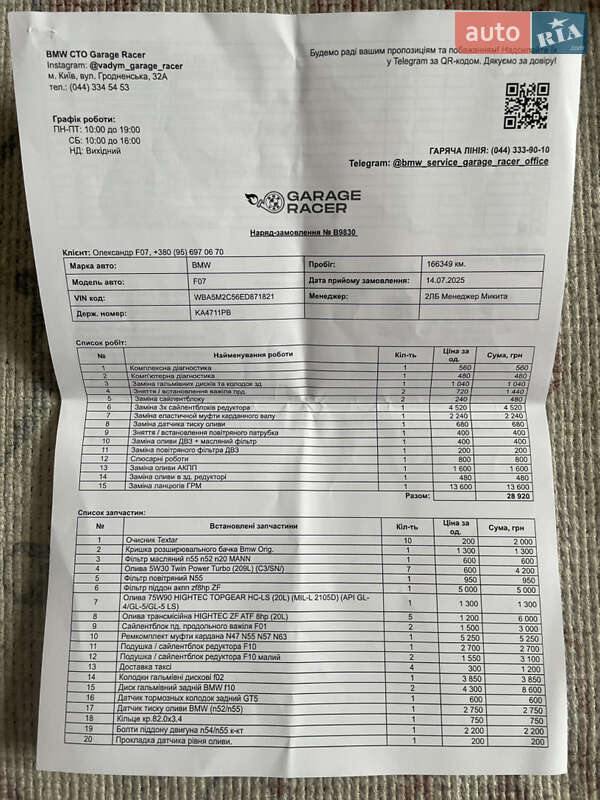 auto RIA .com
BMW СТО Garage Racer
Instagram: @vadym_garage_racer
м. Київ, вул. Гродненська, 32А
тел.: (044) 334 54 53
Будемо раді вашим пропозиціям та побажанням! Надсилайте їх
у Telegram за QR-кодом. Дякуємо за довіру!
Графік роботи:
ПН-ПТ: 10:00 до 19:00
СБ: 10:00 до 16:00
НД: Вихідний
ГАРЯЧА ЛІНІЯ: (044) 333-90-10
Telegram: @bmw_service_garage_racer_office
GARAGE
RACER
Наряд-замовлення № B9830
Клієнт: Олександр F07, +380 (95) 697 06 70
Марка авто: BMW Пробіг: 166349 км.
Модель авто: F07 Дата прийому замовлення: 14.07.2025
VIN код: WBA5M2C56ED871821 Менеджер: 2ЛБ Менеджер Микита
Держ. номер: KA4711PB
Список робіт:
№ Найменування роботи Кіл-ть Ціна за од. Сума, грн
1 Комплексна діагностика 1 560 560
2 Комп'ютерна діагностика 1 480 480
3 Заміна гальмівних дисків та колодок зд 1 1 040 1 040
4 Зняття / встановлення важіля прд. 2 720 1 440
5 Заміна сайлентблоку 2 240 480
6 Заміна 3х сайлентблоків редуктора 1 4 520 4 520
7 Заміна еластичной муфти карданного валу 1 2 240 2 240
8 Заміна датчика тиску оливи 1 680 680
9 Зняття / встановлення повітряного патрубка 1 400 400
10 Заміна оливи ДВЗ + масляний фільтр 1 400 400
11 Заміна повітряного фільтра ДВЗ 1 200 200
12 Слюсарні роботи 1 800 800
13 Заміна оливи АКПП 1 1 600 1 600
14 Заміна оливи в зд. редукторі 1 480 480
15 Заміна ланцюгів ГРМ 1 13 600 13 600
Разом: 28 920
Список запчастин:
№ Встановлені запчастини Кіл-ть Ціна за од. Сума, грн
1 Очисник Textar 10 200 2 000
2 Кришка розширювального бачка Bmw Orig. 1 1 300 1 300
3 Фільтр масляний n55 n52 n20 MANN 1 600 600
4 Олива 5W30 Twin Power Turbo (209L) (C3/SN/) 7 600 4 200
5 Фільтр повітряний N55 1 950 950
6 Фільтр піддон акпп zf8hp ZF 1 5 000 5 000
7 Олива 75W90 HIGHTEC TOPGEAR HC-LS (20L) (MIL-L 2105D) (API GL-
4/GL-5/GL-5 LS) 1 1 300 1 300
8 Олива трансмісійна HIGHTEC ZF ATF 8hp (20L) 5 1 200 6 000
9 Сайлентблок пд. продольного важеля F01 2 1 500 3 000
10 Ремкомплект муфти кардана N47 N55 N57 N63 1 5 250 5 250
11 Подушка / сайлентблок редуктора F10 1 2 700 2 700
12 Подушка / сайлентблок редуктора F10 малий 2 1 550 3 100
13 Доставка таксі 4 300 1 200
14 Колодки гальмівні дискові f02 1 3 850 3 850
15 Диск гальмівний задній BMW f10 2 4 300 8 600
16 Датчик тормозных колодок задний GT5 1 600 600
17 Датчик тиску оливи BMW (n52/n55) 1 2 750 2 750
18 Кільце кр.82.0x3.4 1 750 750
19 Болти піддону двигуна n54/n55 к-кт 1 2 200 2 200
20 Прокладка датчика рівня оливи. 1 200 200